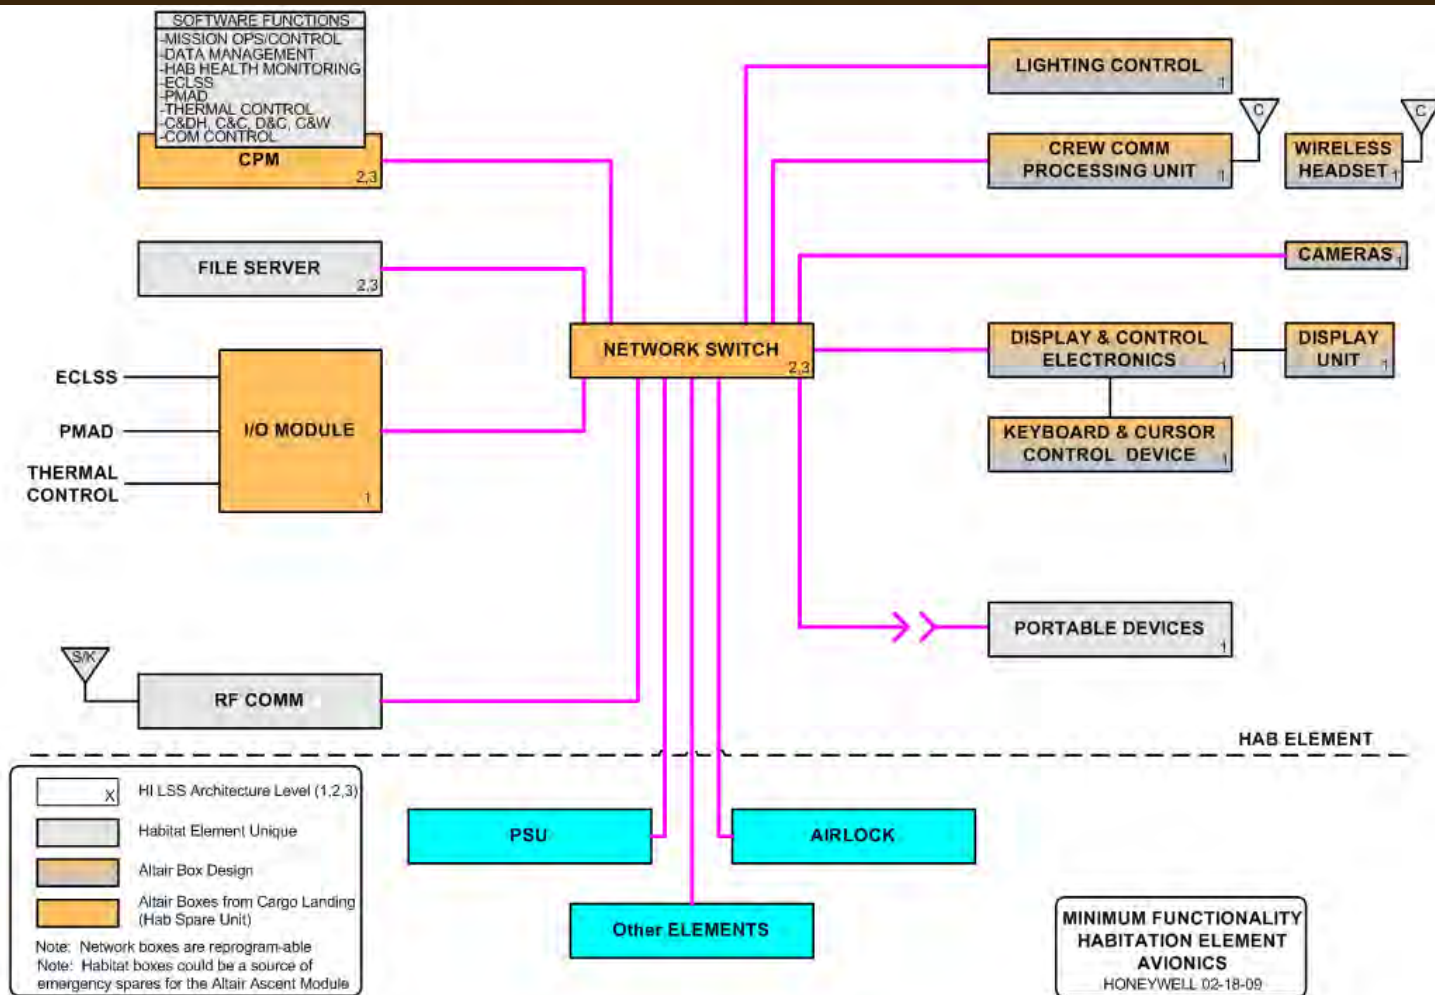 SOFTWARE FUNCTIONS
-MISSION OPS/CONTROL
-DATA MANAGEMENT
-HAB HEALTH MONITORING
-ECLSS
-PMAD
-THERMAL CONTROL
-C&DH, C&C, D&C, C&W
-COM CONTROL
CPM
2,3
FILE SERVER
2,3
ECLSS
PMAD
THERMAL
CONTROL
I/O MODULE
1
S/K
RF COMM
NETWORK SWITCH
2,3
LIGHTING CONTROL
1
CREW COMM
PROCESSING UNIT
1
C
WIRELESS
HEADSET
1
C
CAMERAS
1
DISPLAY & CONTROL
ELECTRONICS
1
DISPLAY
UNIT
1
KEYBOARD & CURSOR
CONTROL DEVICE
1
PORTABLE DEVICES
1
HAB ELEMENT
PSU
AIRLOCK
Other ELEMENTS
X
HI LSS Architecture Level (1,2,3)
Habitat Element Unique
Altair Box Design
Altair Boxes from Cargo Landing
(Hab Spare Unit)
Note: Network boxes are reprogram-able
Note: Habitat boxes could be a source of
emergency spares for the Altair Ascent Module
MINIMUM FUNCTIONALITY
HABITATION ELEMENT
AVIONICS
HONEYWELL 02-18-09